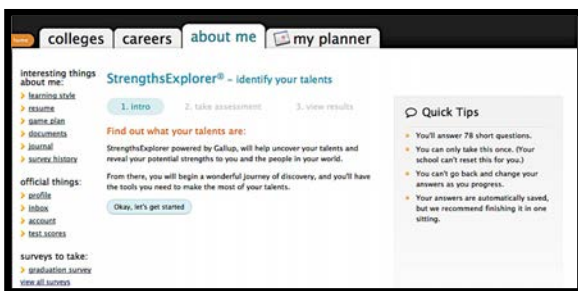 home
colleges
careers
about me
my planner
interesting things
about me:
learning style
resume
game plan
documents
journal
survey history
official things:
profile
inbox
account
test scores
surveys to take:
graduation survey
view all surveys
StrengthsExplorer® – identify your talents
1. intro
2. take assessment
3. view results
Find out what your talents are:
StrengthsExplorer powered by Gallup, will help uncover your talents and
reveal your potential strengths to you and the people in your world.
From there, you will begin a wonderful journey of discovery, and you'll have
the tools you need to make the most of your talents.
Okay, let's get started
Quick Tips
You'll answer 78 short questions.
You can only take this once. (Your
school can't reset this for you.)
You can't go back and change your
answers as you progress.
Your answers are automatically saved,
but we recommend finishing it in one
sitting.